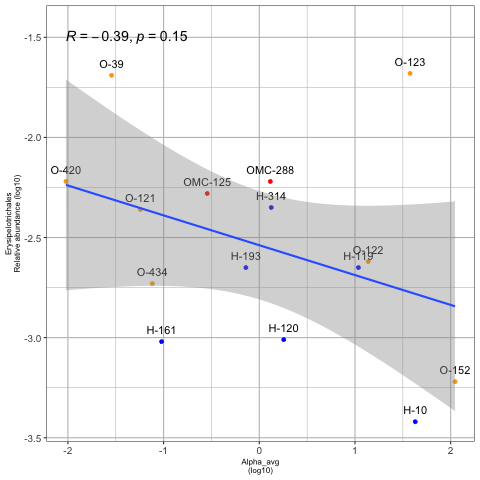 R = – 0.39, p = 0.15
-1.5
O-39
O-123
-2.0
O-420
OMC-125
OMC-288
O-121
H-314
-2.5
O-122
H-193
H-119
O-434
-3.0
H-161
H-120
O-152
H-10
-3.5
-2
-1
0
1
2
Erysipelotrichales
Relative abundance (log10)
Alpha_avg
(log10)